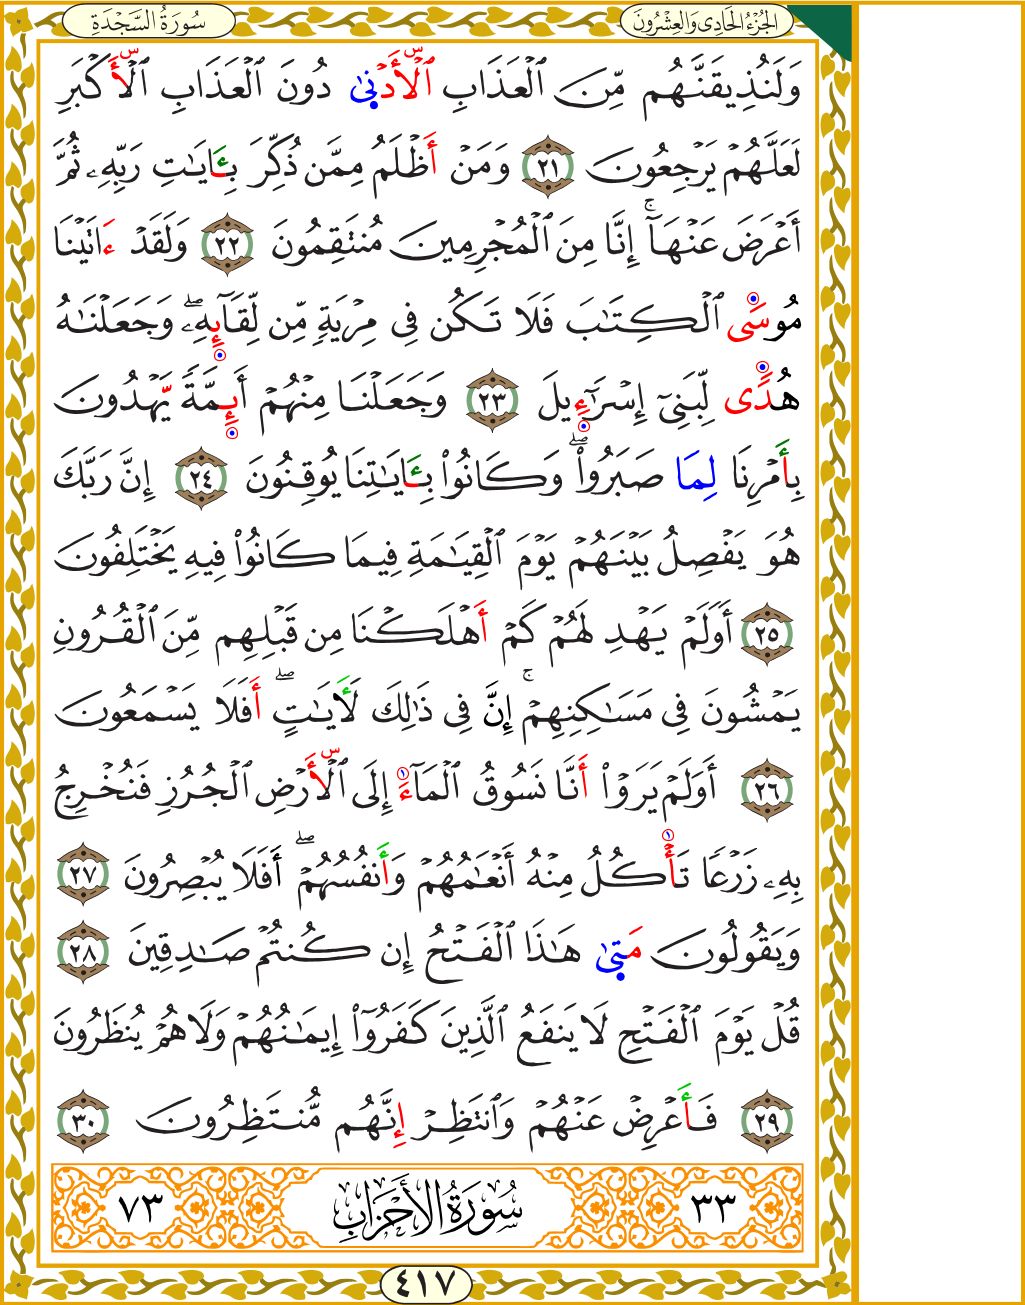 الجُزْءُ الحَادِي وَالعِشْرُونَ
سُورَةُ السَّجْدَةِ
وَلَنُذِيقَنَّهُم مِّنَ ٱلْعَذَابِ ٱلْأَدْنَىٰ دُونَ ٱلْعَذَابِ ٱلْأَكْبَرِ
لَعَلَّهُمْ يَرْجِعُونَ ٢١ وَمَنْ أَظْلَمُ مِمَّن ذُكِّرَ بِـَٔايَٰتِ رَبِّهِۦ ثُمَّ
أَعْرَضَ عَنْهَآ ۚ إِنَّا مِنَ ٱلْمُجْرِمِينَ مُنتَقِمُونَ ٢٢ وَلَقَدْ ءَاتَيْنَا
مُوسَى ٱلْكِتَٰبَ فَلَا تَكُن فِى مِرْيَةٍ مِّن لِّقَآئِهِۦ ۖ وَجَعَلْنَٰهُ
هُدًى لِّبَنِىٓ إِسْرَٰٓءِيلَ ٢٣ وَجَعَلْنَا مِنْهُمْ أَئِمَّةً يَهْدُونَ
بِأَمْرِنَا لِمَا صَبَرُوا۟ ۖ وَكَانُوا۟ بِـَٔايَٰتِنَا يُوقِنُونَ ٢٤ إِنَّ رَبَّكَ
هُوَ يَفْصِلُ بَيْنَهُمْ يَوْمَ ٱلْقِيَٰمَةِ فِيمَا كَانُوا۟ فِيهِ يَخْتَلِفُونَ
٢٥ أَوَلَمْ يَهْدِ لَهُمْ كَمْ أَهْلَكْنَا مِن قَبْلِهِم مِّنَ ٱلْقُرُونِ
يَمْشُونَ فِى مَسَٰكِنِهِمْ ۚ إِنَّ فِى ذَٰلِكَ لَأٓيَٰتٍ ۖ أَفَلَا يَسْمَعُونَ
٢٦ أَوَلَمْ يَرَوْا۟ أَنَّا نَسُوقُ ٱلْمَآءَ إِلَى ٱلْأَرْضِ ٱلْجُرُزِ فَنُخْرِجُ
بِهِۦ زَرْعًا تَأْكُلُ مِنْهُ أَنْعَٰمُهُمْ وَأَنفُسُهُمْ ۖ أَفَلَا يُبْصِرُونَ ٢٧
وَيَقُولُونَ مَتَىٰ هَٰذَا ٱلْفَتْحُ إِن كُنتُمْ صَٰدِقِينَ ٢٨
قُلْ يَوْمَ ٱلْفَتْحِ لَا يَنفَعُ ٱلَّذِينَ كَفَرُوٓا۟ إِيمَٰنُهُمْ وَلَا هُمْ يُنظَرُونَ
٢٩ فَأَعْرِضْ عَنْهُمْ وَٱنتَظِرْ إِنَّهُم مُّنتَظِرُونَ ٣٠
٣٣ سُورَةُ الأَحْزَابِ ٧٣
٤١٧